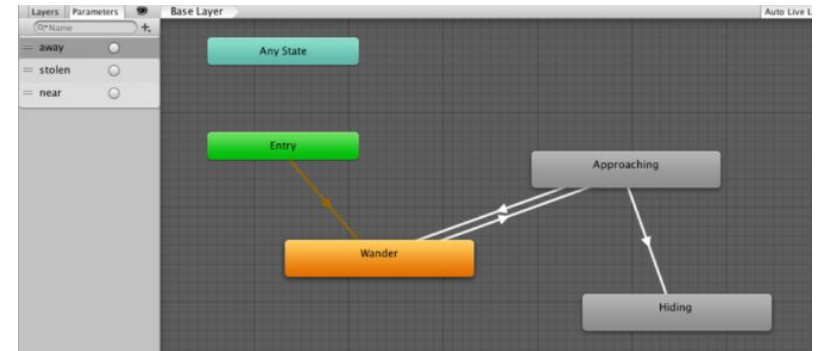 Layers Parameters
Base Layer
Auto Live L
Name
away
stolen
near
Any State
Entry
Approaching
Wander
Hiding